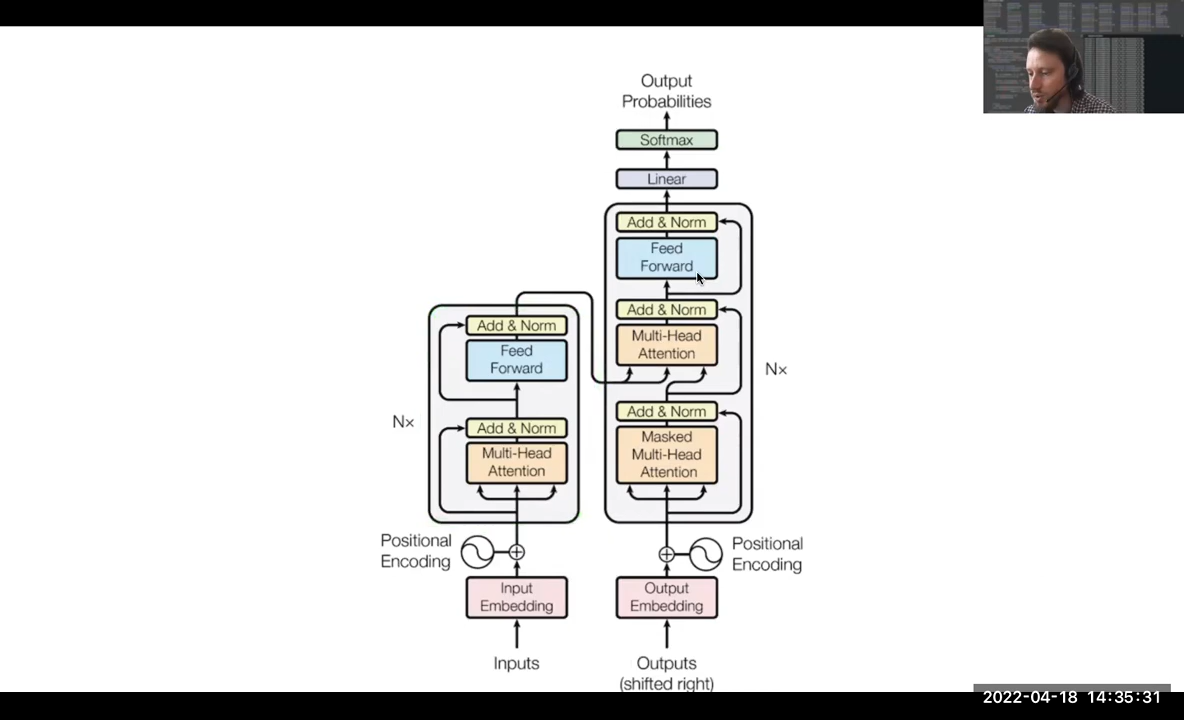 Output
Probabilities
Softmax
Linear
Add & Norm
Feed
Forward
Add & Norm
Multi-Head
Attention
Add & Norm
Masked
Multi-Head
Attention
Nx
Add & Norm
Feed
Forward
Add & Norm
Multi-Head
Attention
Nx
Positional
Encoding
Positional
Encoding
Input
Embedding
Output
Embedding
Inputs
Outputs
(shifted right)
2022-04-18 14:35:31